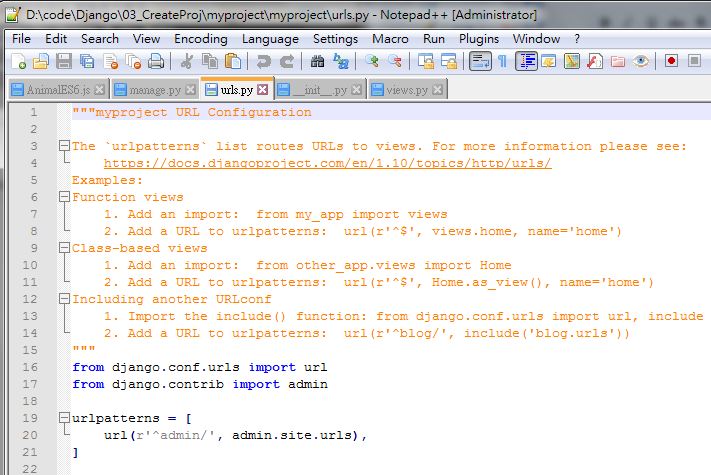 D:\code\Django\03_CreateProj\myproject\myproject\urls.py - Notepad++ [Administrator]
File Edit Search View Encoding Language Settings Macro Run Plugins Window ?
AnimalES6.js manage.py urls.py __init__.py views.py
1 """myproject URL Configuration
2
3 The `urlpatterns` list routes URLs to views. For more information please see:
4     https://docs.djangoproject.com/en/1.10/topics/http/urls/
5 Examples:
6 Function views
7     1. Add an import:  from my_app import views
8     2. Add a URL to urlpatterns:  url(r'^$', views.home, name='home')
9 Class-based views
10     1. Add an import:  from other_app.views import Home
11     2. Add a URL to urlpatterns:  url(r'^$', Home.as_view(), name='home')
12 Including another URLconf
13     1. Import the include() function: from django.conf.urls import url, include
14     2. Add a URL to urlpatterns:  url(r'^blog/', include('blog.urls'))
15 """
16 from django.conf.urls import url
17 from django.contrib import admin
18
19 urlpatterns = [
20     url(r'^admin/', admin.site.urls),
21 ]
22